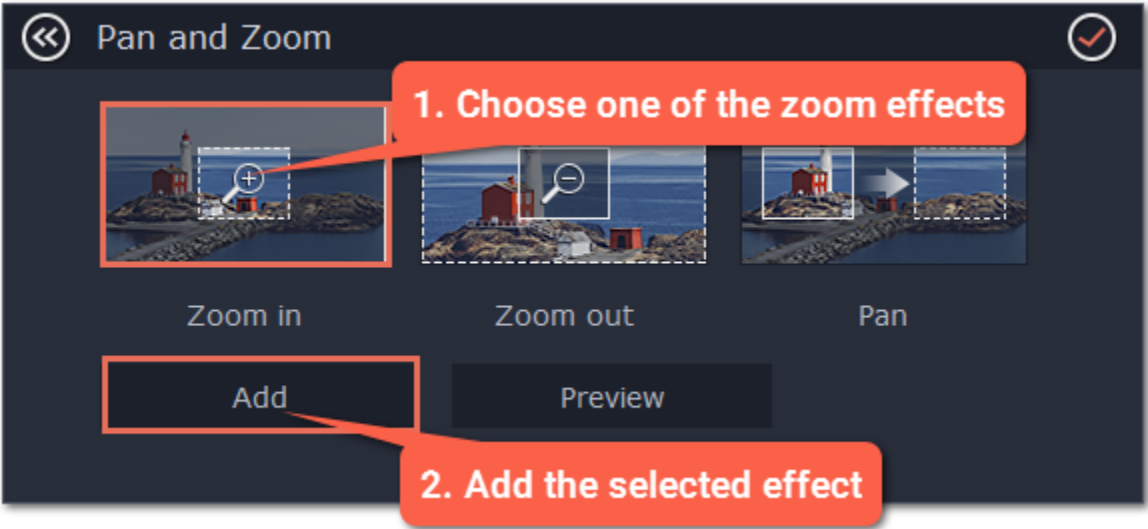 Pan and Zoom
1. Choose one of the zoom effects
Zoom in
Zoom out
Pan
Add
Preview
2. Add the selected effect